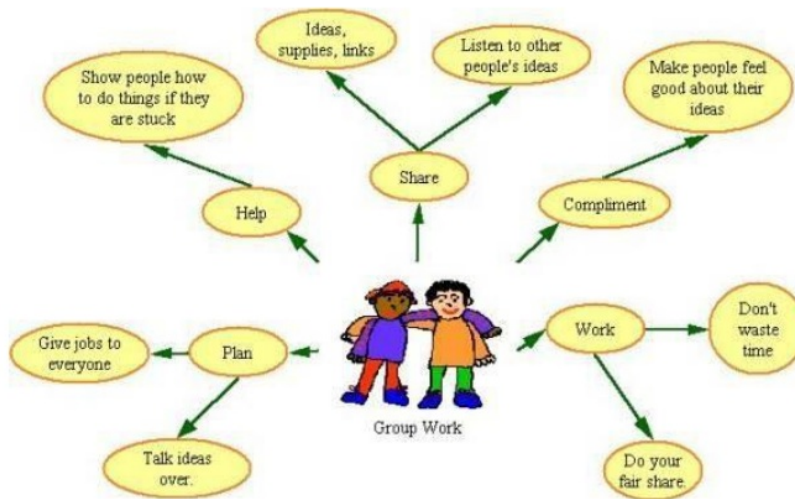 Ideas,
supplies, links
Listen to other
people's ideas
Show people how
to do things if they
are stuck
Make people feel
good about their
ideas
Share
Help
Compliment
Give jobs to
everyone
Plan
Work
Don't
waste
time
Group Work
Talk ideas
over.
Do your
fair share.